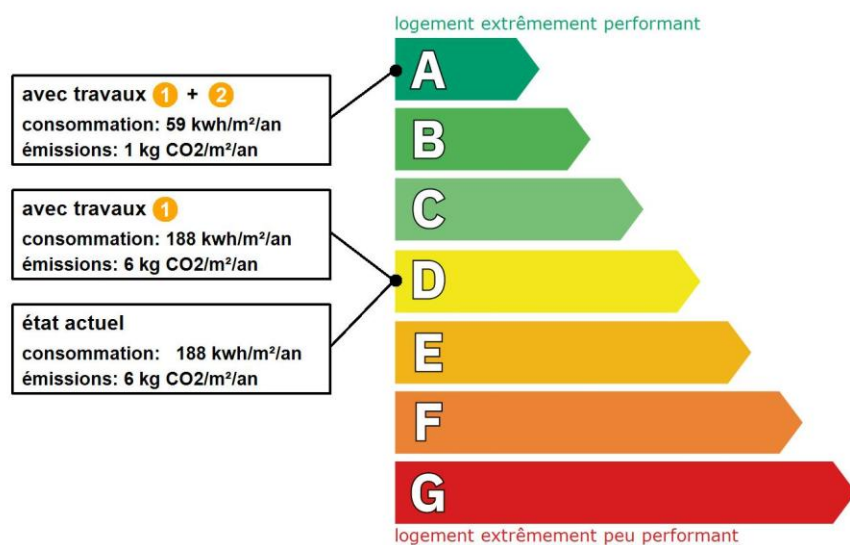 logement extrêmement performant
A
avec travaux 1 + 2
consommation: 59 kwh/m²/an
émissions: 1 kg CO2/m²/an
B
avec travaux 1
consommation: 188 kwh/m²/an
émissions: 6 kg CO2/m²/an
C
D
état actuel
consommation: 188 kwh/m²/an
émissions: 6 kg CO2/m²/an
E
F
G
logement extrêmement peu performant